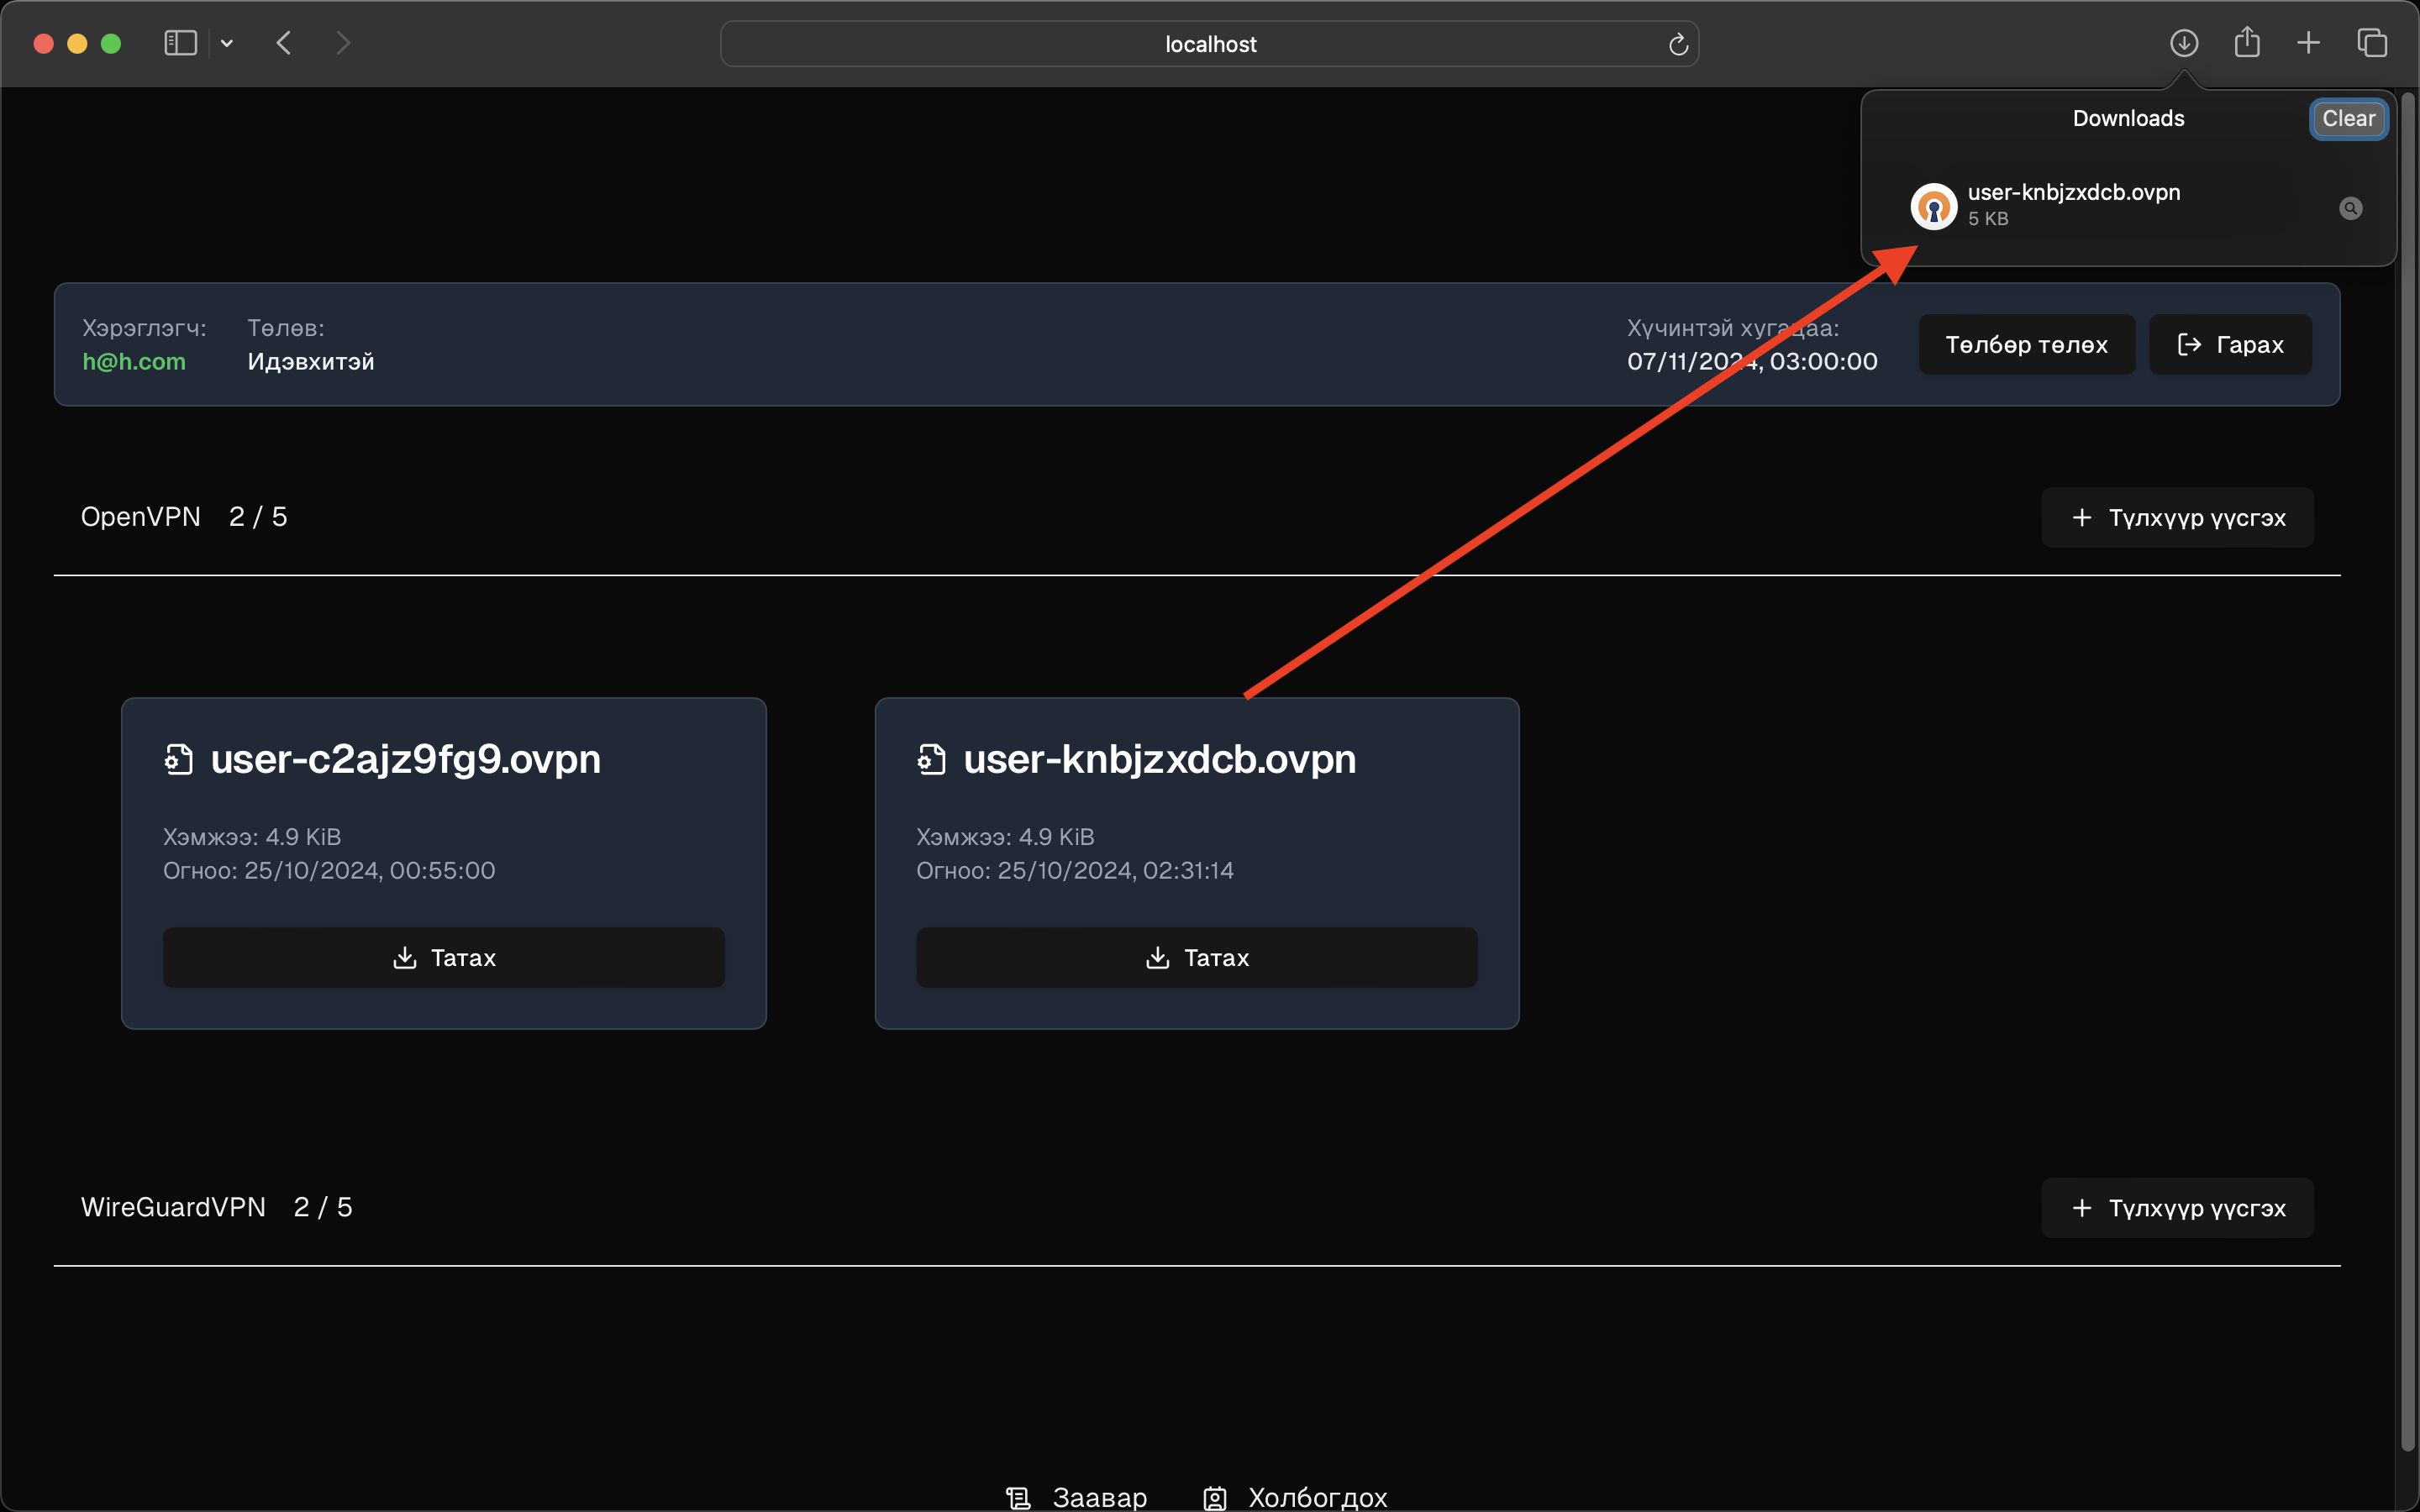 localhost
Downloads
Clear
user-knbjzxdcb.ovpn
5 KB
Хэрэглэгч:
h@h.com
Төлөв:
Идэвхитэй
Хүчинтэй хугацаа:
07/11/2024, 03:00:00
Төлбөр төлөх
Гарах
OpenVPN 2 / 5
+ Түлхүүр үүсгэх
user-c2ajz9fg9.ovpn
Хэмжээ: 4.9 KiB
Огноо: 25/10/2024, 00:55:00
Татах
user-knbjzxdcb.ovpn
Хэмжээ: 4.9 KiB
Огноо: 25/10/2024, 02:31:14
Татах
WireGuardVPN 2 / 5
+ Түлхүүр үүсгэх
Заавар
Холбогдох